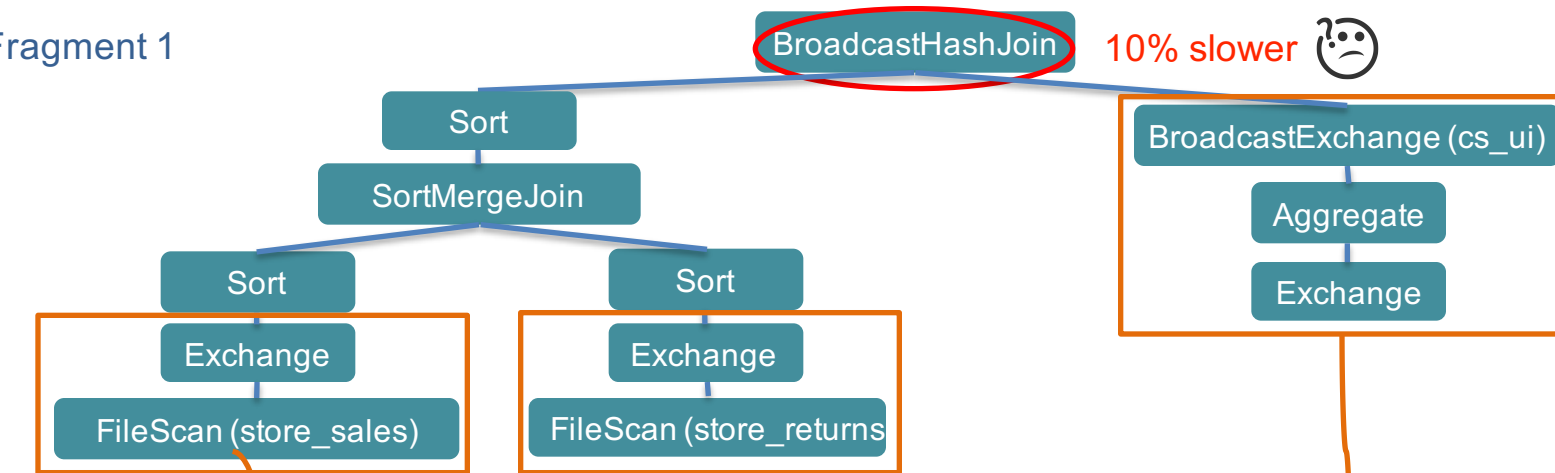 Fragment 1
BroadcastHashJoin
10% slower
Sort
BroadcastExchange (cs_ui)
SortMergeJoin
Aggregate
Sort
Sort
Exchange
Exchange
Exchange
FileScan (store_sales)
FileScan (store_returns